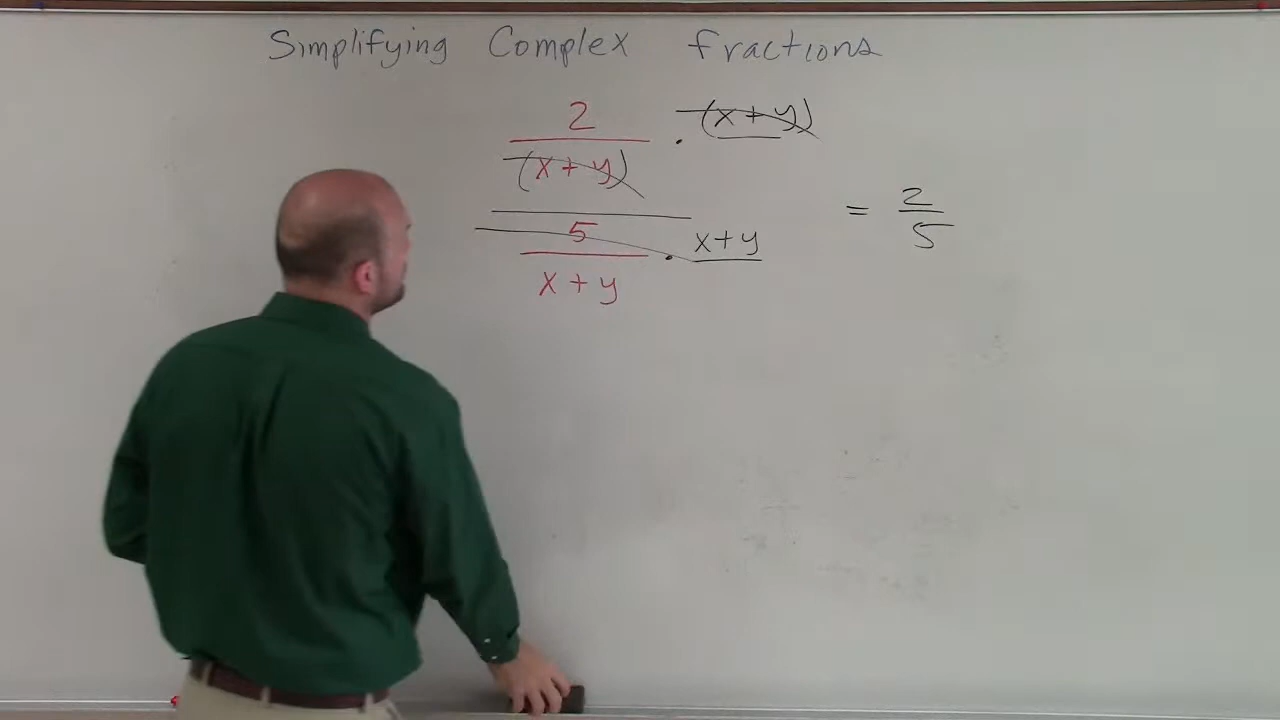 Simplifying Complex fractions
2 · (x+y)
(x+y)
= 2
5
5 · x+y
x+y